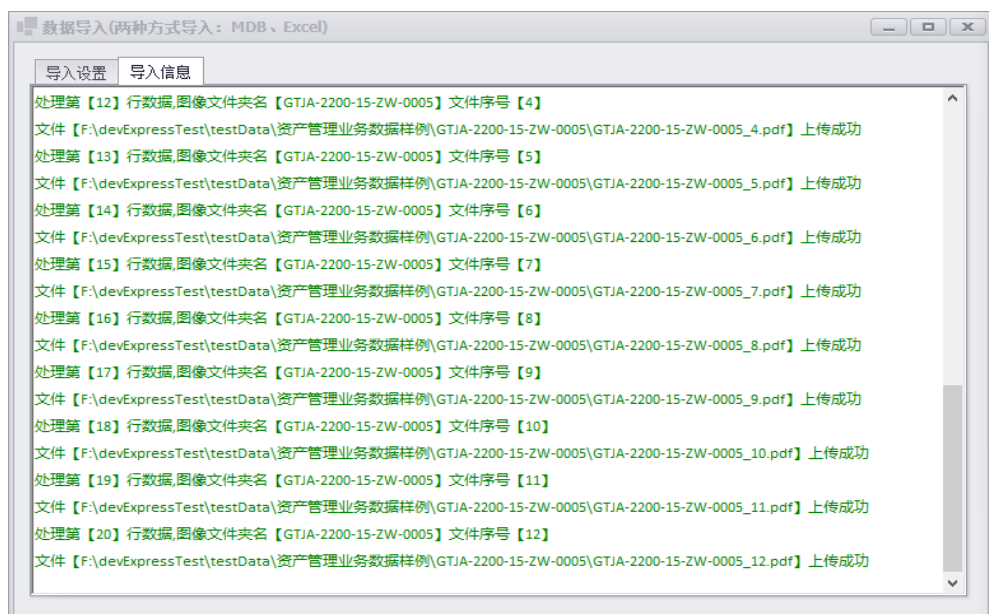 数据导入(两种方式导入：MDB、Excel)
导入设置 导入信息
处理第【12】行数据,图像文件夹名【GTJA-2200-15-ZW-0005】文件序号【4】
文件【F:\devExpressTest\testData\资产管理业务数据样例\GTJA-2200-15-ZW-0005\GTJA-2200-15-ZW-0005_4.pdf】上传成功
处理第【13】行数据,图像文件夹名【GTJA-2200-15-ZW-0005】文件序号【5】
文件【F:\devExpressTest\testData\资产管理业务数据样例\GTJA-2200-15-ZW-0005\GTJA-2200-15-ZW-0005_5.pdf】上传成功
处理第【14】行数据,图像文件夹名【GTJA-2200-15-ZW-0005】文件序号【6】
文件【F:\devExpressTest\testData\资产管理业务数据样例\GTJA-2200-15-ZW-0005\GTJA-2200-15-ZW-0005_6.pdf】上传成功
处理第【15】行数据,图像文件夹名【GTJA-2200-15-ZW-0005】文件序号【7】
文件【F:\devExpressTest\testData\资产管理业务数据样例\GTJA-2200-15-ZW-0005\GTJA-2200-15-ZW-0005_7.pdf】上传成功
处理第【16】行数据,图像文件夹名【GTJA-2200-15-ZW-0005】文件序号【8】
文件【F:\devExpressTest\testData\资产管理业务数据样例\GTJA-2200-15-ZW-0005\GTJA-2200-15-ZW-0005_8.pdf】上传成功
处理第【17】行数据,图像文件夹名【GTJA-2200-15-ZW-0005】文件序号【9】
文件【F:\devExpressTest\testData\资产管理业务数据样例\GTJA-2200-15-ZW-0005\GTJA-2200-15-ZW-0005_9.pdf】上传成功
处理第【18】行数据,图像文件夹名【GTJA-2200-15-ZW-0005】文件序号【10】
文件【F:\devExpressTest\testData\资产管理业务数据样例\GTJA-2200-15-ZW-0005\GTJA-2200-15-ZW-0005_10.pdf】上传成功
处理第【19】行数据,图像文件夹名【GTJA-2200-15-ZW-0005】文件序号【11】
文件【F:\devExpressTest\testData\资产管理业务数据样例\GTJA-2200-15-ZW-0005\GTJA-2200-15-ZW-0005_11.pdf】上传成功
处理第【20】行数据,图像文件夹名【GTJA-2200-15-ZW-0005】文件序号【12】
文件【F:\devExpressTest\testData\资产管理业务数据样例\GTJA-2200-15-ZW-0005\GTJA-2200-15-ZW-0005_12.pdf】上传成功